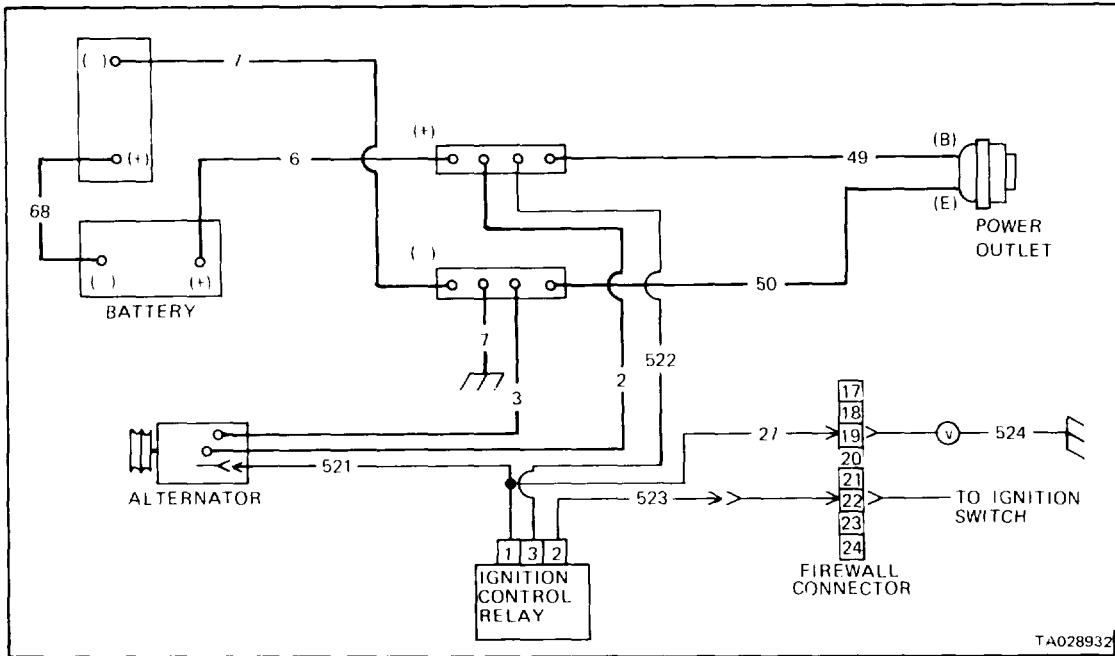 ( )
7
(+)
68
6
( )
(+)
BATTERY
(+)
49
(B)
(E)
POWER
OUTLET
( )
50
7
3
2
522
ALTERNATOR
521
27
523
17
18
19
20
21
22
23
24
V
524
TO IGNITION
SWITCH
FIREWALL
CONNECTOR
1 3 2
IGNITION
CONTROL
RELAY
TA028932